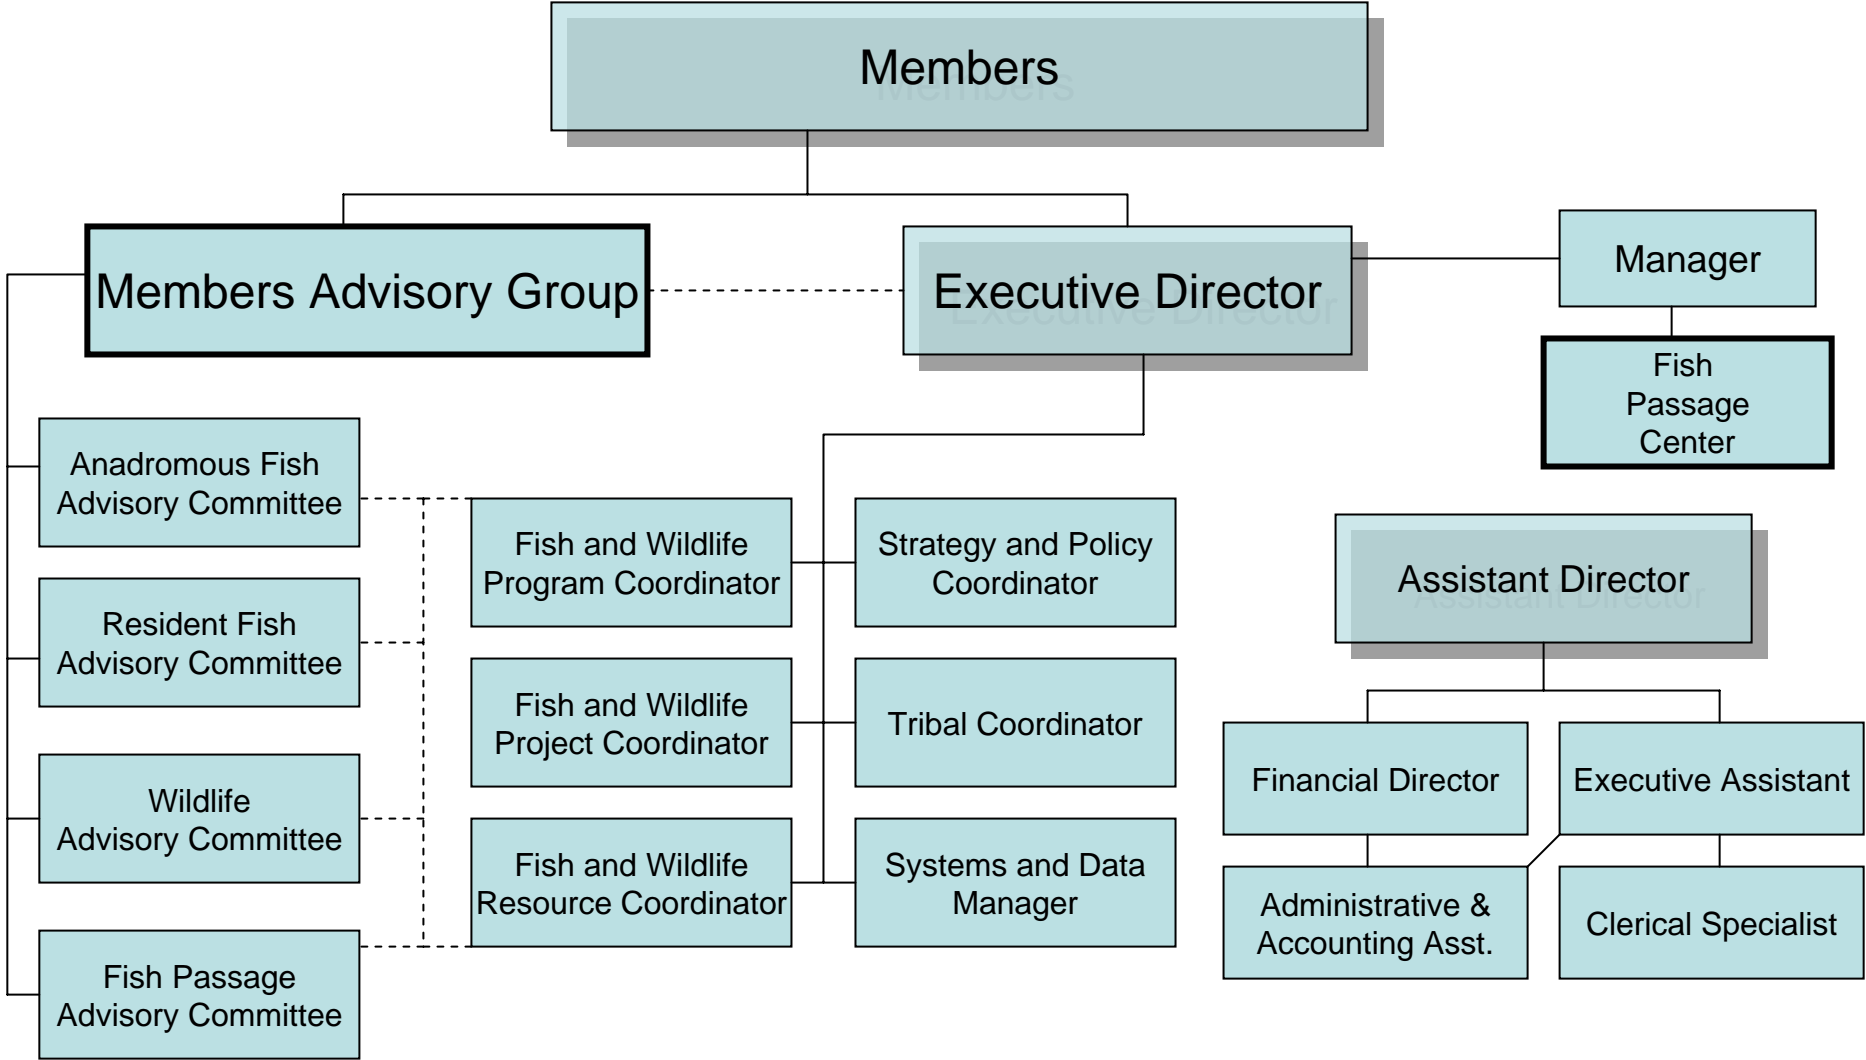 Members
Members Advisory Group
Executive Director
Manager
Fish
Passage
Center
Anadromous Fish
Advisory Committee
Resident Fish
Advisory Committee
Wildlife
Advisory Committee
Fish Passage
Advisory Committee
Fish and Wildlife
Program Coordinator
Fish and Wildlife
Project Coordinator
Fish and Wildlife
Resource Coordinator
Strategy and Policy
Coordinator
Tribal Coordinator
Systems and Data
Manager
Assistant Director
Financial Director
Executive Assistant
Administrative &
Accounting Asst.
Clerical Specialist